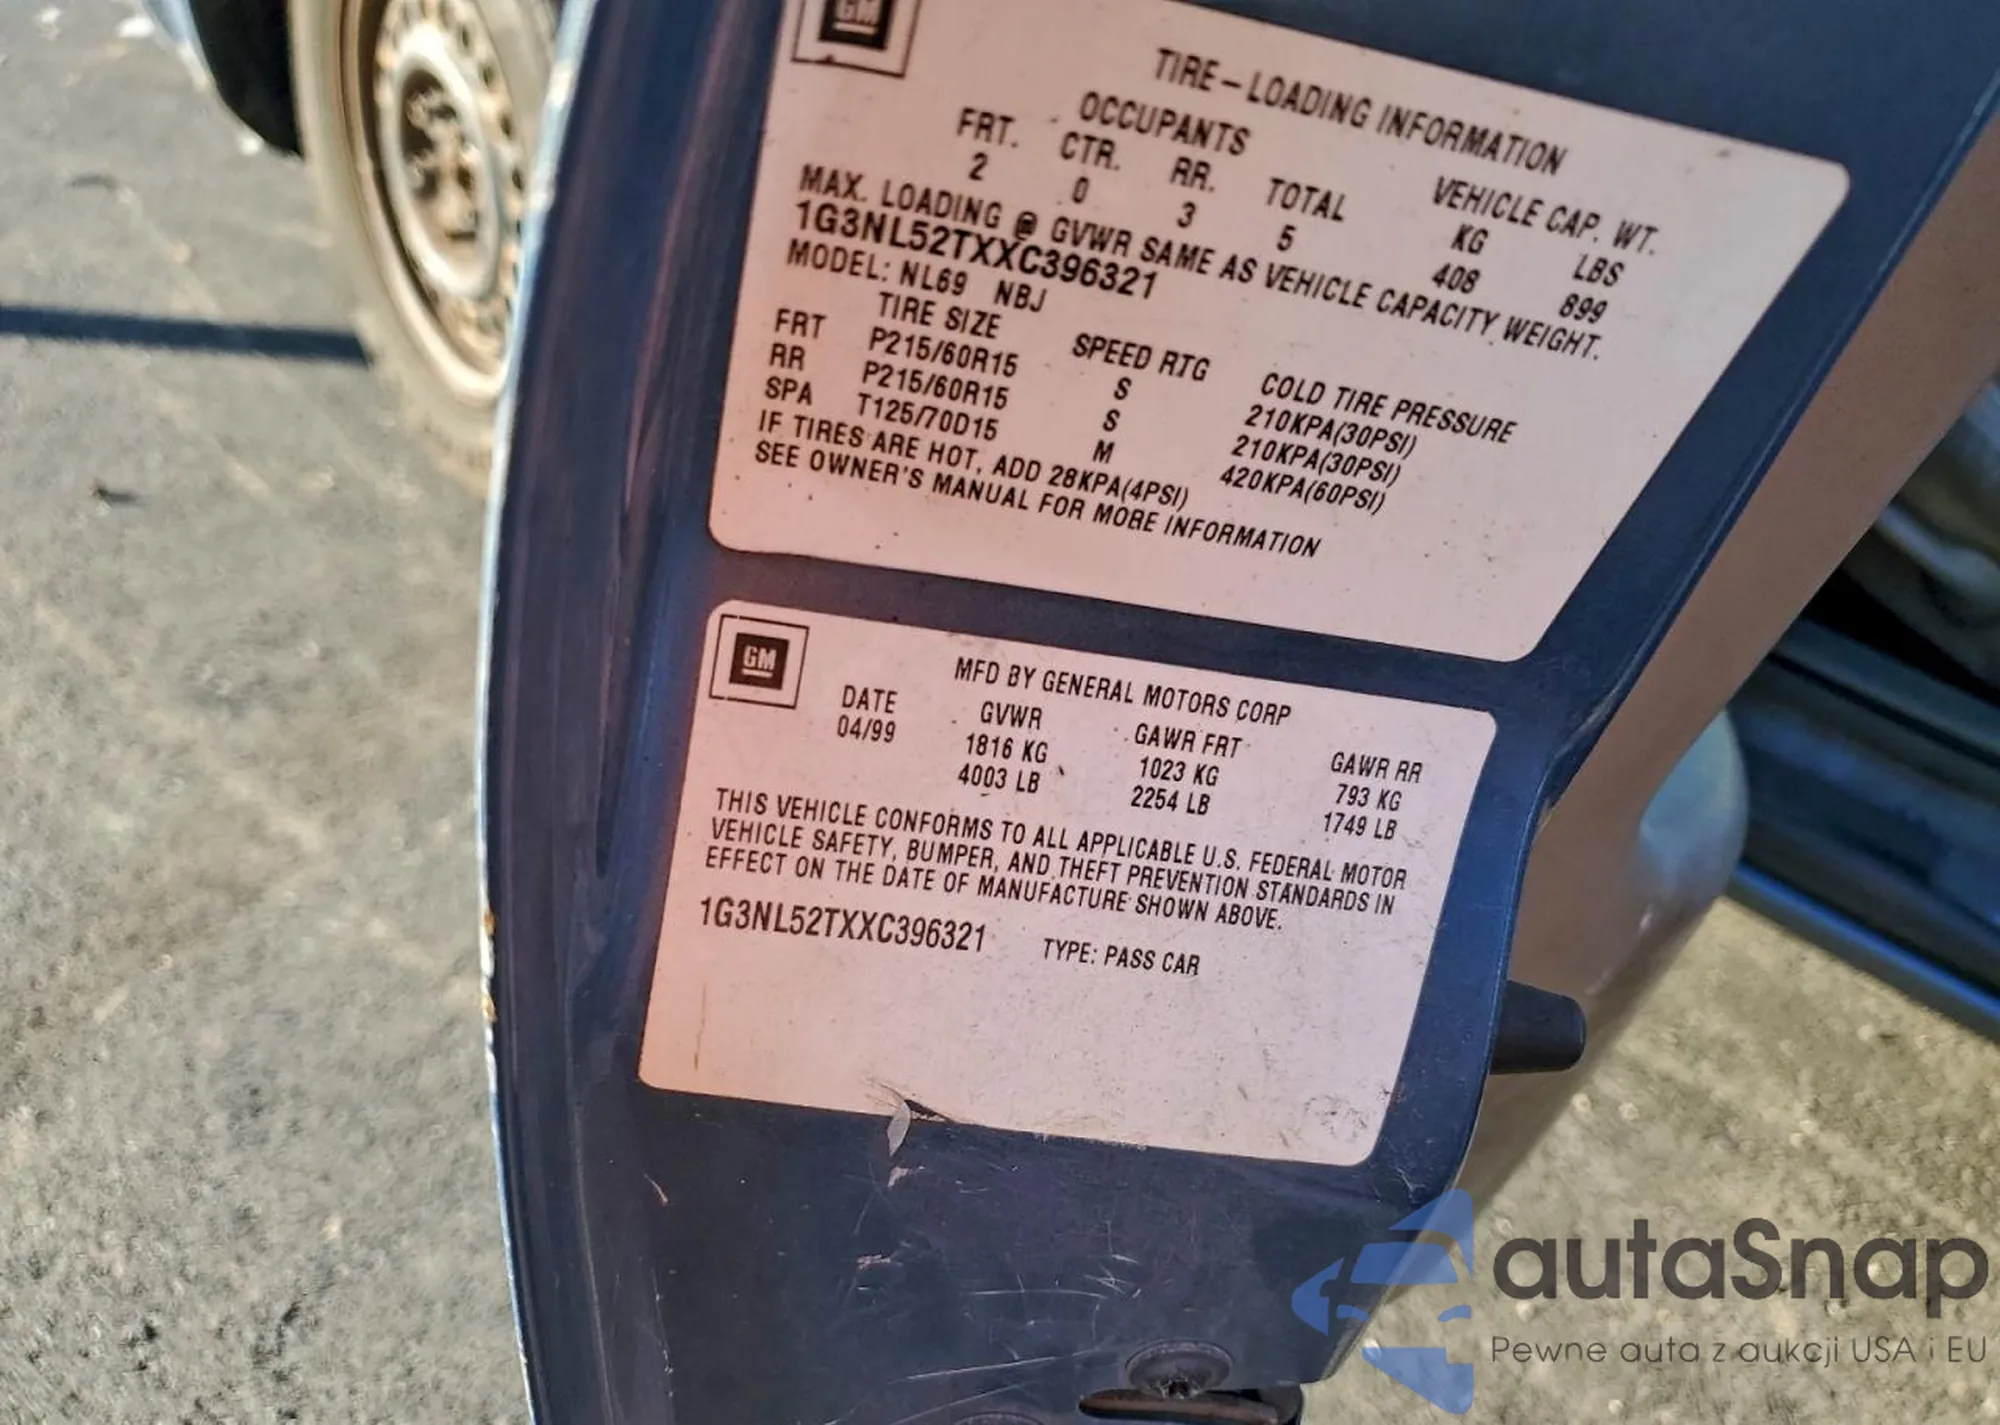 GM
TIRE-LOADING INFORMATION
OCCUPANTS
VEHICLE CAP. WT.
FRT. CTR. RR. TOTAL KG LBS
2 0 3 5 408 899
MAX. LOADING @ GVWR SAME AS VEHICLE CAPACITY WEIGHT.
1G3NL52TXXC396321
MODEL: NL69 NBJ
TIRE SIZE SPEED RTG COLD TIRE PRESSURE
FRT P215/60R15 S 210KPA(30PSI)
RR P215/60R15 S 210KPA(30PSI)
SPA T125/70D15 M 420KPA(60PSI)
IF TIRES ARE HOT, ADD 28KPA(4PSI)
SEE OWNER'S MANUAL FOR MORE INFORMATION
GM
MFD BY GENERAL MOTORS CORP
DATE GVWR GAWR FRT GAWR RR
04/99 1816 KG 1023 KG 793 KG
4003 LB 2254 LB 1749 LB
THIS VEHICLE CONFORMS TO ALL APPLICABLE U.S. FEDERAL MOTOR
VEHICLE SAFETY, BUMPER, AND THEFT PREVENTION STANDARDS IN
EFFECT ON THE DATE OF MANUFACTURE SHOWN ABOVE.
1G3NL52TXXC396321 TYPE: PASS CAR
autaSnap
Pewne auta z aukcji USA i EU